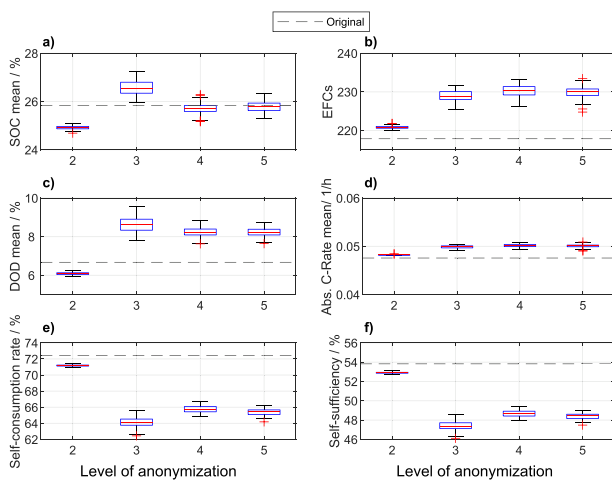 Original
a)
b)
SOC mean / %
28
26
24
2 3 4 5
EFCs
240
230
220
2 3 4 5
c)
d)
DOD mean / %
10
8
6
2 3 4 5
Abs. C-Rate mean/ 1/h
0.06
0.05
0.04
2 3 4 5
e)
f)
Self-consumption rate / %
74
72
70
68
66
64
62
2 3 4 5
Level of anonymization
Self-sufficiency / %
56
54
52
50
48
46
2 3 4 5
Level of anonymization